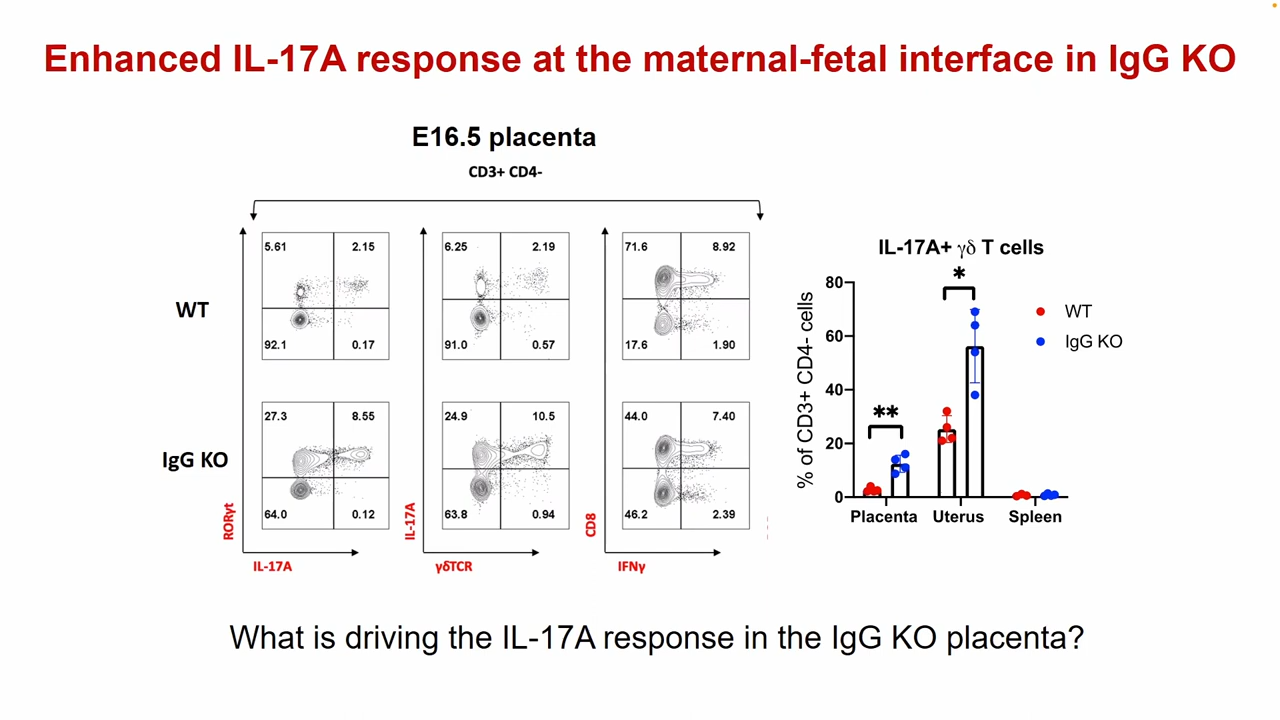 Enhanced IL-17A response at the maternal-fetal interface in IgG KO
E16.5 placenta
CD3+ CD4-
WT
5.61 2.15
92.1 0.17
6.25 2.19
91.0 0.57
71.6 8.92
17.6 1.90
IgG KO
27.3 8.55
64.0 0.12
24.9 10.5
63.8 0.94
44.0 7.40
46.2 2.39
RORγt
IL-17A
IL-17A
γδTCR
CD8
IFNγ
IL-17A+ γδ T cells
% of CD3+ CD4- cells
80
60
40
20
0
**
*
Placenta Uterus Spleen
WT
IgG KO
What is driving the IL-17A response in the IgG KO placenta?